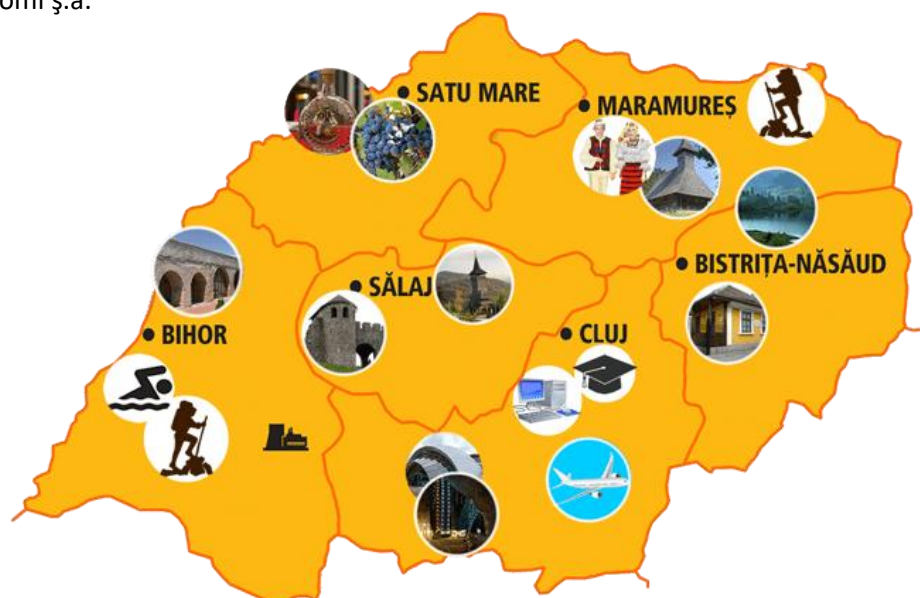 omi ş.a.
SATU MARE
MARAMUREȘ
BISTRIȚA-NĂSĂUD
SĂLAJ
BIHOR
CLUJ